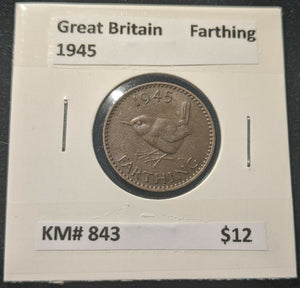 Great Britain Farthing
1945
1945
FARTHING
KM# 843 $12